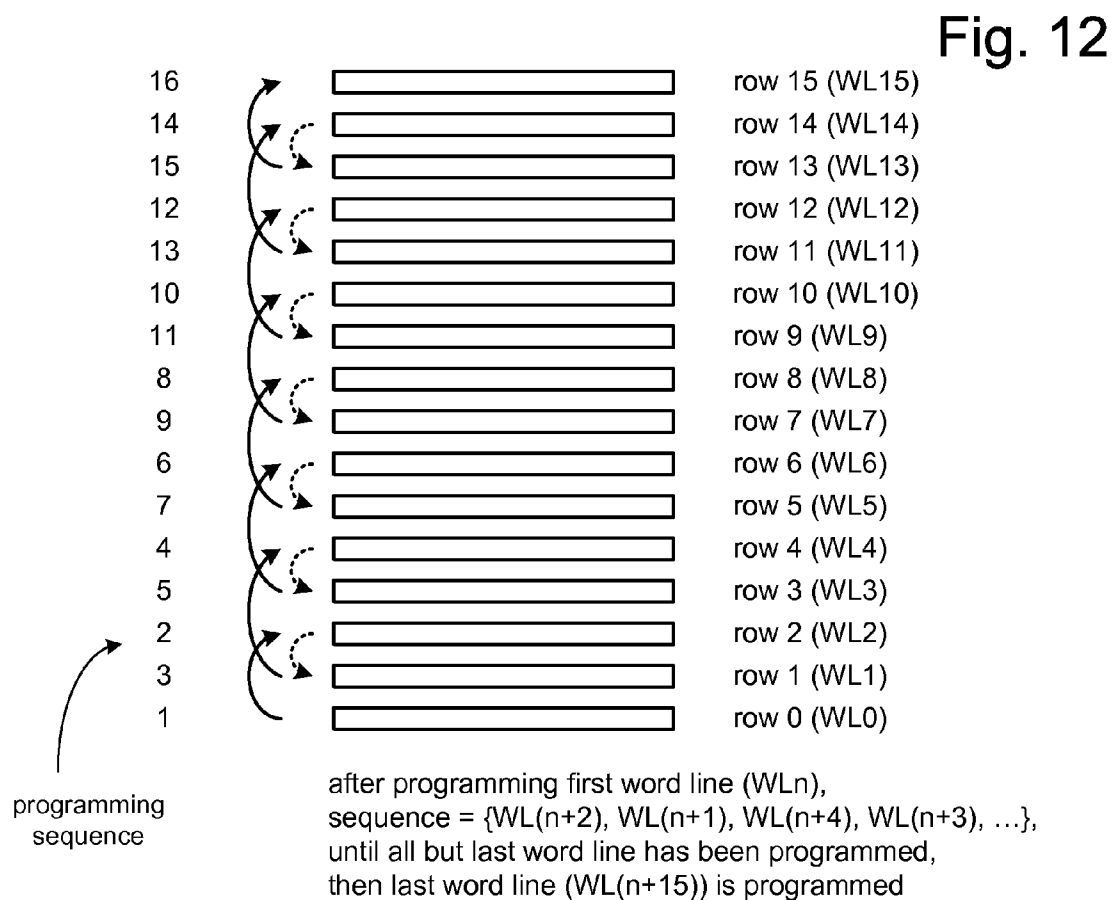 Fig. 12
16 row 15 (WL15)
14 row 14 (WL14)
15 row 13 (WL13)
12 row 12 (WL12)
13 row 11 (WL11)
10 row 10 (WL10)
11 row 9 (WL9)
8 row 8 (WL8)
9 row 7 (WL7)
6 row 6 (WL6)
7 row 5 (WL5)
4 row 4 (WL4)
5 row 3 (WL3)
2 row 2 (WL2)
3 row 1 (WL1)
1 row 0 (WL0)
programming
sequence
after programming first word line (WLn),
sequence = {WL(n+2), WL(n+1), WL(n+4), WL(n+3), ...},
until all but last word line has been programmed,
then last word line (WL(n+15)) is programmed